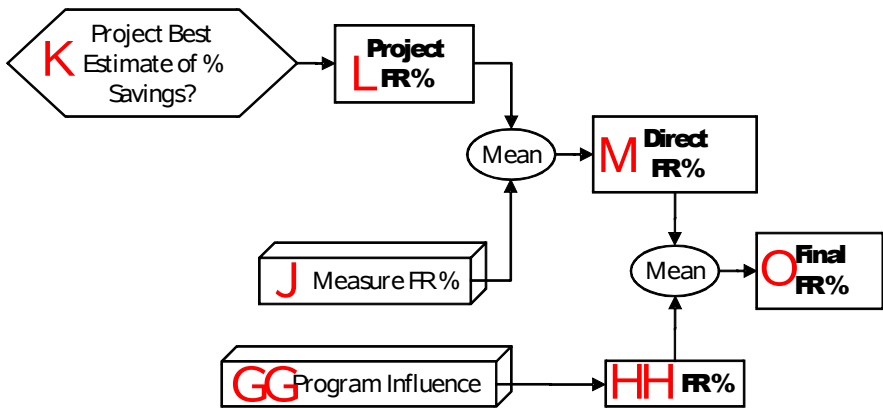 K Project Best
Estimate of %
Savings?
L Project
FR%
Mean
M Direct
FR%
J Measure FR%
Mean
O Final
FR%
GG Program Influence
HH FR%